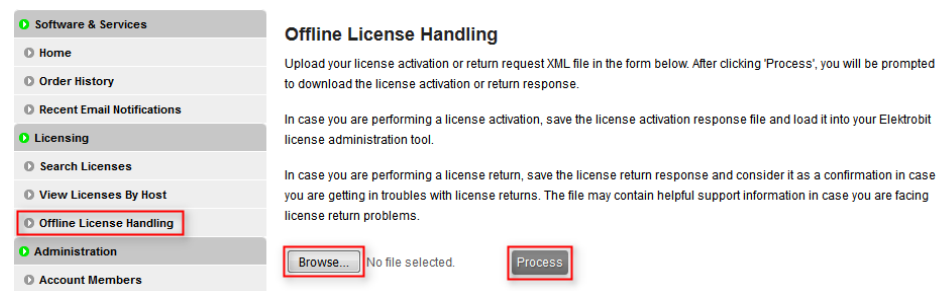 Software & Services
Home
Order History
Recent Email Notifications
Licensing
Search Licenses
View Licenses By Host
Offline License Handling
Administration
Account Members
Offline License Handling
Upload your license activation or return request XML file in the form below. After clicking 'Process', you will be prompted
to download the license activation or return response.
In case you are performing a license activation, save the license activation response file and load it into your Elektrobit
license administration tool.
In case you are performing a license return, save the license return response and consider it as a confirmation in case
you are getting in troubles with license returns. The file may contain helpful support information in case you are facing
license return problems.
Browse... No file selected. Process